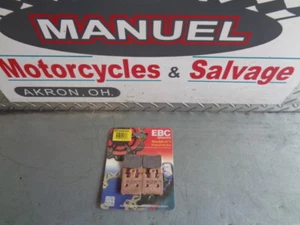 MANUEL
Motorcycles & Salvage
AKRON, OH.
EBC